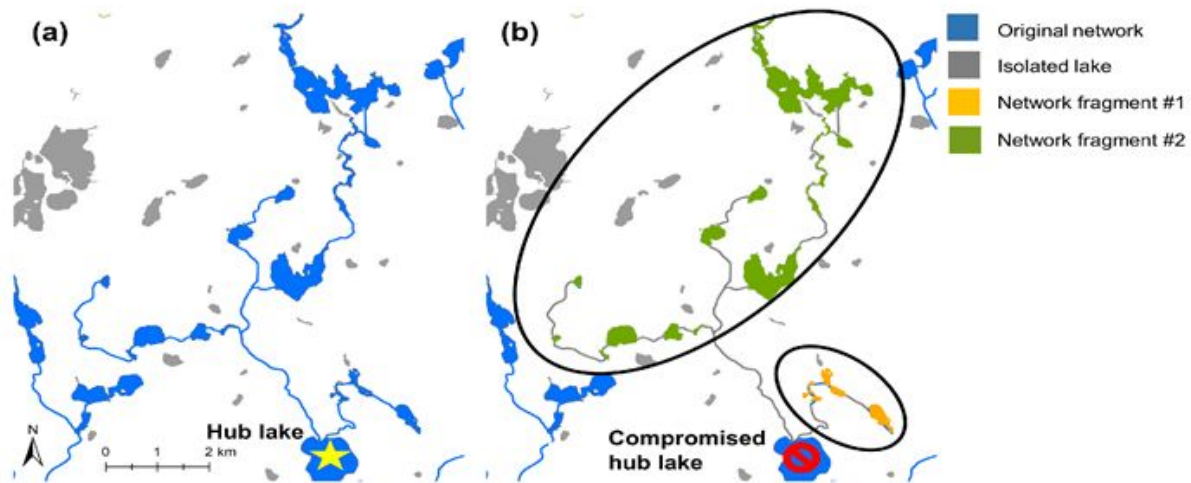 (a)
(b)
Original network
Isolated lake
Network fragment #1
Network fragment #2
Hub lake
Compromised
hub lake
N
0 1 2 km